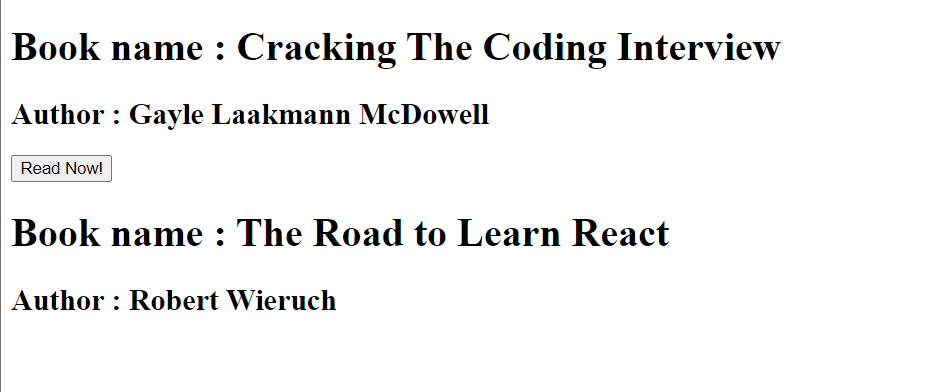 Book name : Cracking The Coding Interview
Author : Gayle Laakmann McDowell
Read Now!
Book name : The Road to Learn React
Author : Robert Wieruch